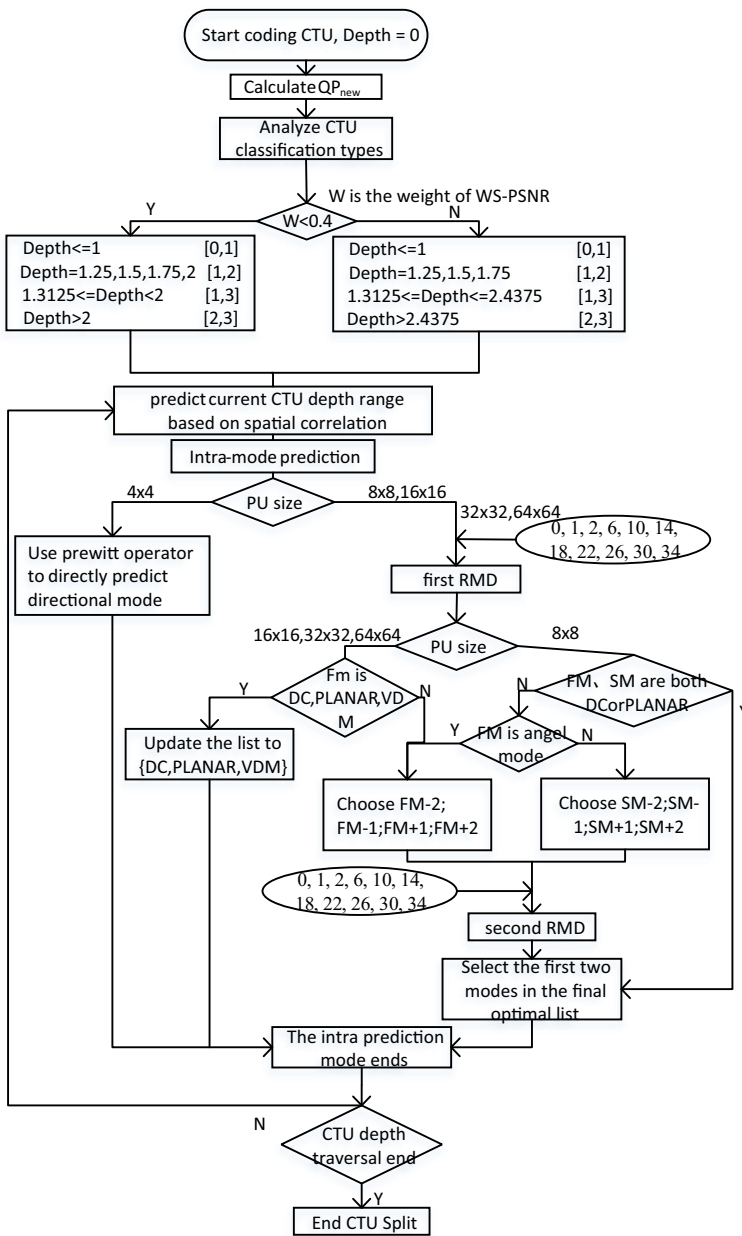 Start coding CTU, Depth = 0
Calculate QPnew
Analyze CTU
classification types
W is the weight of WS-PSNR
Y
W<0.4
N
Depth<=1 [0,1]
Depth=1.25,1.5,1.75,2 [1,2]
1.3125<=Depth<2 [1,3]
Depth>2 [2,3]
Depth<=1 [0,1]
Depth=1.25,1.5,1.75 [1,2]
1.3125<=Depth<=2.4375 [1,3]
Depth>2.4375 [2,3]
predict current CTU depth range
based on spatial correlation
Intra-mode prediction
4x4
PU size
8x8,16x16
32x32,64x64
0, 1, 2, 6, 10, 14,
18, 22, 26, 30, 34
Use prewitt operator
to directly predict
directional mode
first RMD
16x16,32x32,64x64
PU size
8x8
Y
Fm is
DC,PLANAR,VD
M
N
N
FM、SM are both
DCorPLANAR
Y
Update the list to
{DC,PLANAR,VDM}
Y
FM is angel
mode
N
Choose FM-2;
FM-1;FM+1;FM+2
Choose SM-2;SM-
1;SM+1;SM+2
0, 1, 2, 6, 10, 14,
18, 22, 26, 30, 34
second RMD
Select the first two
modes in the final
optimal list
The intra prediction
mode ends
N
CTU depth
traversal end
Y
End CTU Split